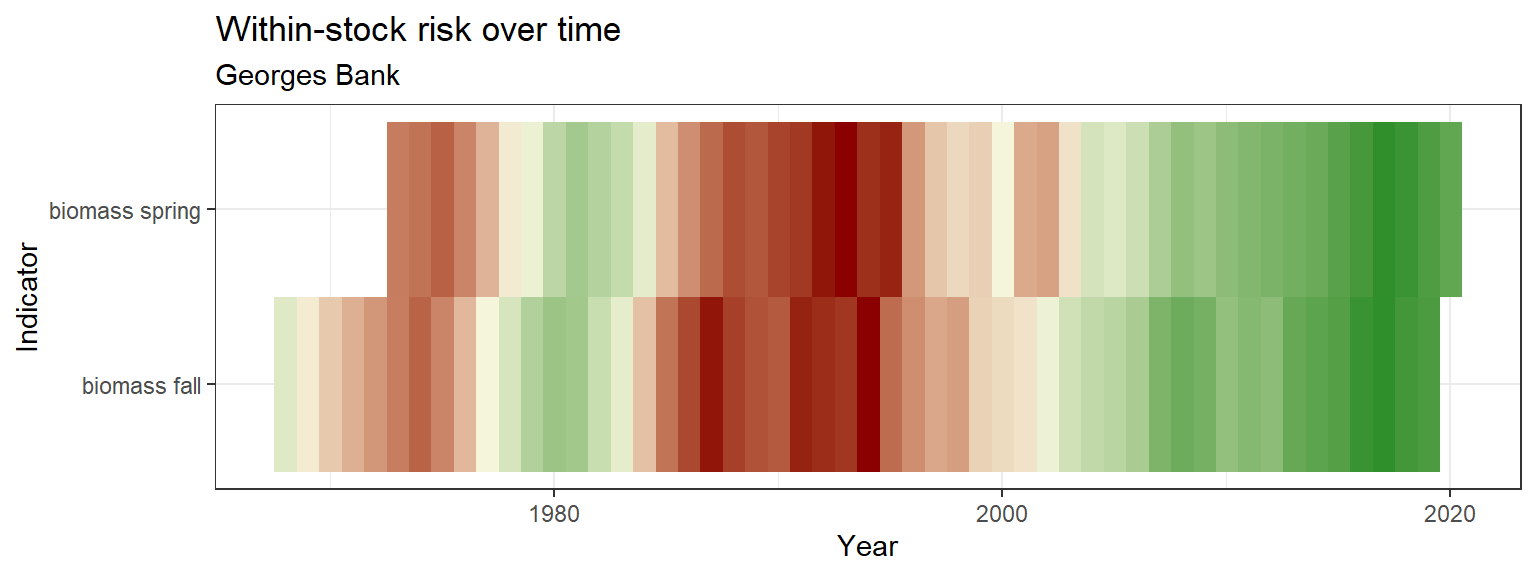 Within-stock risk over time
Georges Bank
biomass spring
biomass fall
Indicator
1980
2000
2020
Year